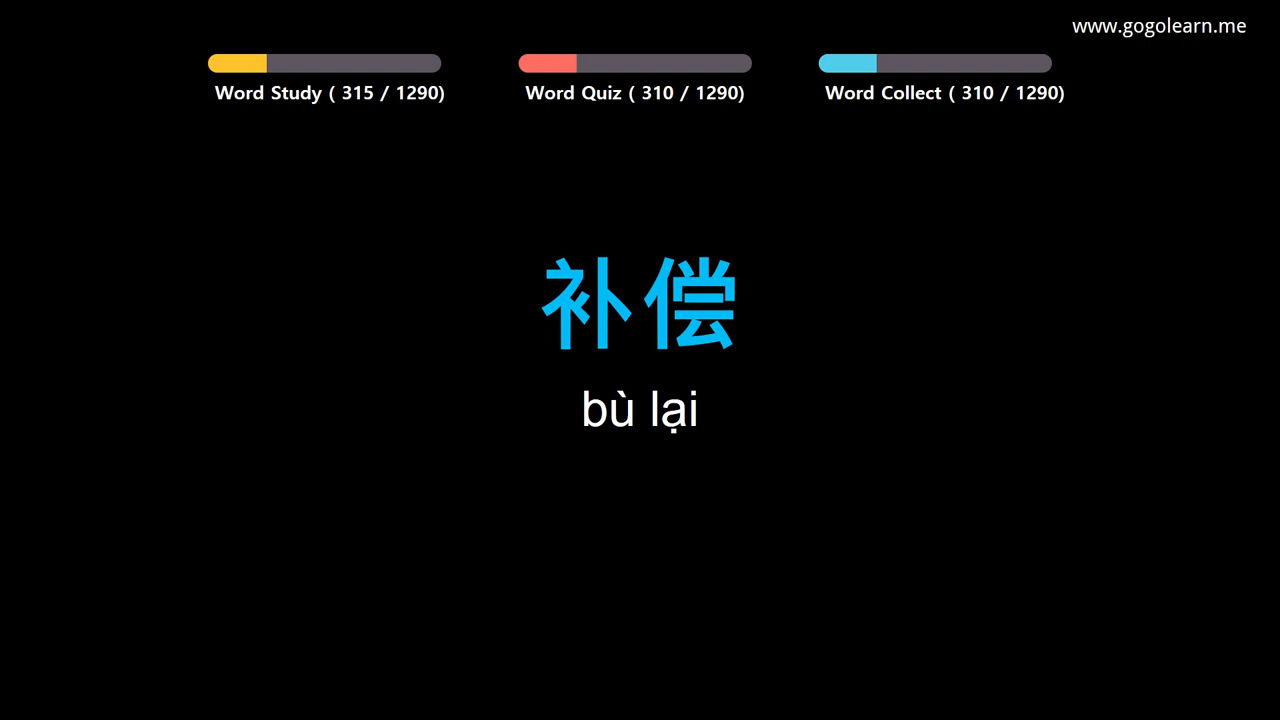 www.gogolearn.me
Word Study ( 315 / 1290)
Word Quiz ( 310 / 1290)
Word Collect ( 310 / 1290)
补偿
bù lại